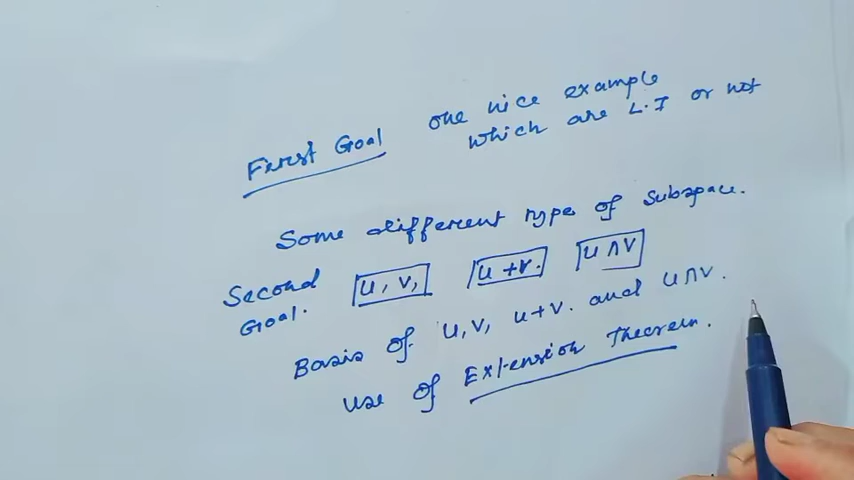 First Goal one nice example
which are L.I or not
Some different type of Subspace.
Second Goal. U, V, U + V. U ∩ V
Basis of U, V, U + V. and U ∩ V.
Use of Extension Theorem.